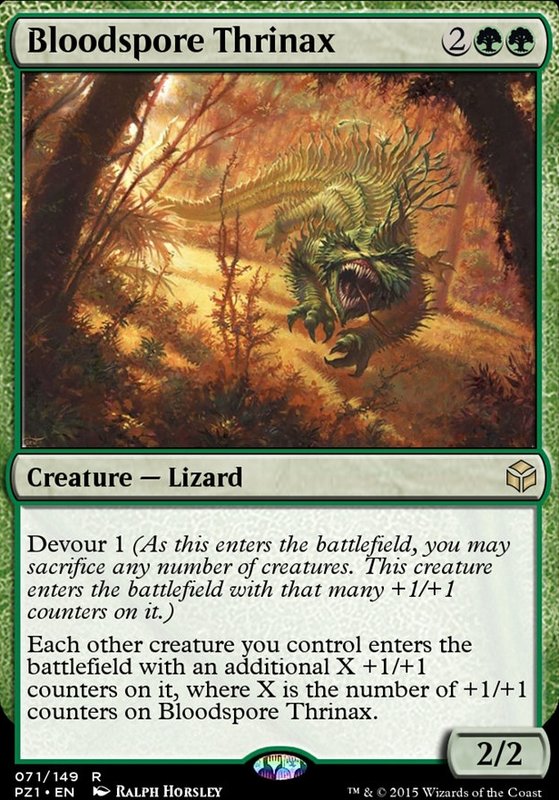 Bloodspore Thrinax 2
Creature — Lizard
Devour 1 (As this enters the battlefield, you may
sacrifice any number of creatures. This creature
enters the battlefield with that many +1/+1
counters on it.)
Each other creature you control enters the
battlefield with an additional X +1/+1
counters on it, where X is the number of +1/+1
counters on Bloodspore Thrinax.
2/2
071/149 R
PZ1 • EN Ralph Horsley
™ & © 2015 Wizards of the Coast